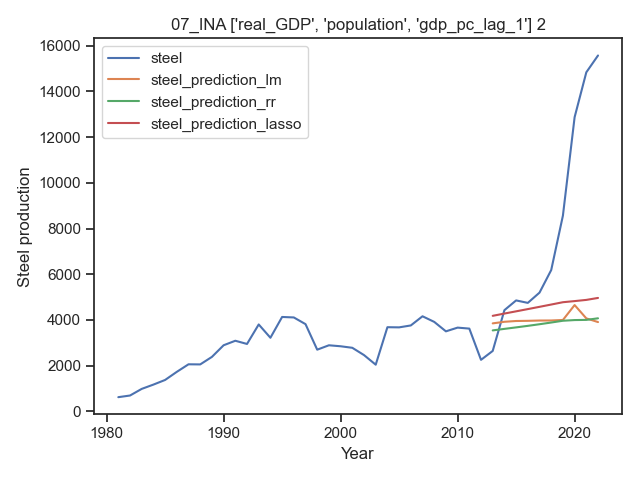 07_INA ['real_GDP', 'population', 'gdp_pc_lag_1'] 2
steel
steel_prediction_lm
steel_prediction_rr
steel_prediction_lasso
Steel production
16000
14000
12000
10000
8000
6000
4000
2000
0
1980 1990 2000 2010 2020
Year